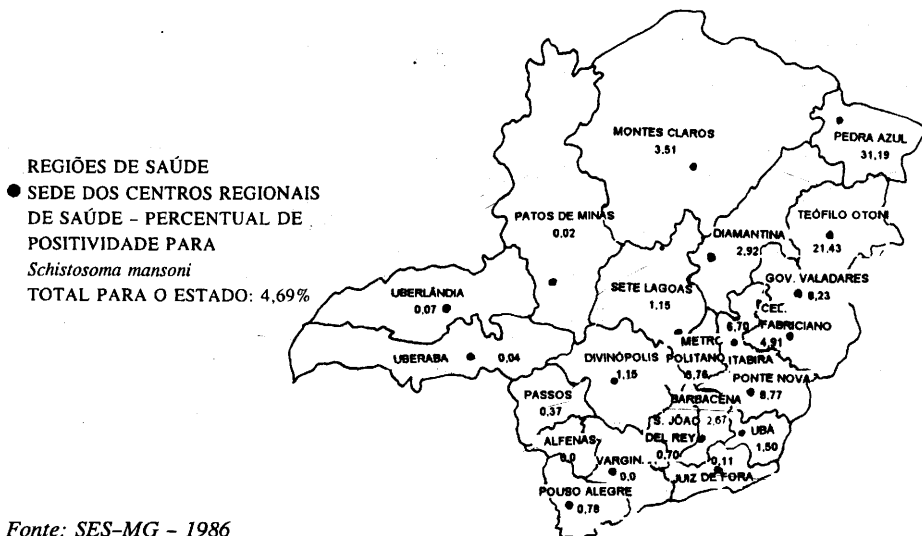 REGIÕES DE SAÚDE
● SEDE DOS CENTROS REGIONAIS
DE SAÚDE – PERCENTUAL DE
POSITIVIDADE PARA
Schistosoma mansoni
TOTAL PARA O ESTADO: 4,69%
MONTES CLAROS
3.51
PEDRA AZUL
31,19
PATOS DE MINAS
0,02
TEÓFILO OTONI
21,43
DIAMANTINA
2,92
UBERLÂNDIA
0,07
SETE LAGOAS
1,15
GOV. VALADARES
CEL.
FABRICIANO
4,91
6,70
ITABIRA
METRO
POLITANO
UBERABA
0,04
DIVINÓPOLIS
1,15
PONTE NOVA
PASSOS
0,37
BARBACENA
2,67
S. JOÃO
DEL REY
0,70
UBÁ
1,50
ALFENAS
0,0
VARGIN.
0,0
0,11
JUIZ DE FORA
POUSO ALEGRE
0,78
Fonte: SES–MG – 1986